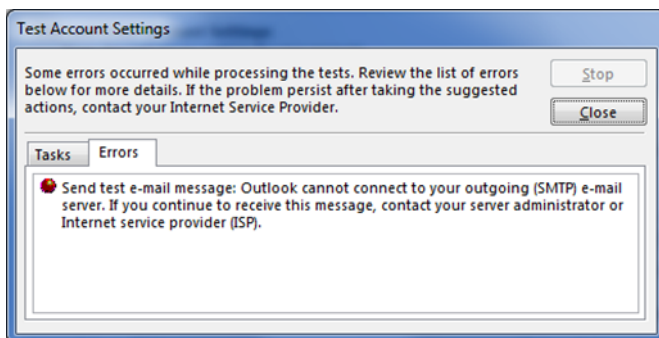 Test Account Settings
Some errors occurred while processing the tests. Review the list of errors
below for more details. If the problem persist after taking the suggested
actions, contact your Internet Service Provider.
Stop
Close
Tasks
Errors
Send test e-mail message: Outlook cannot connect to your outgoing (SMTP) e-mail
server. If you continue to receive this message, contact your server administrator or
Internet service provider (ISP).